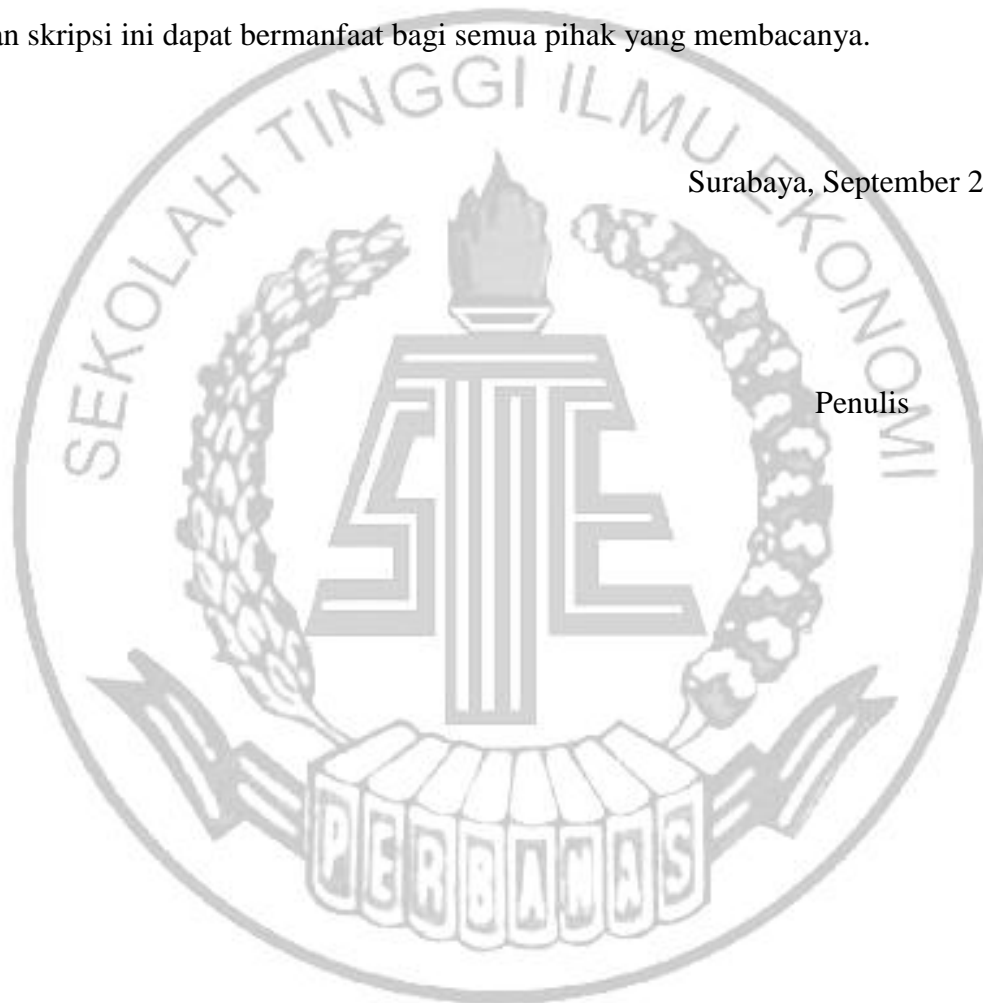 an skripsi ini dapat bermanfaat bagi semua pihak yang membacanya.
SEKOLAH TINGGI ILMU EKONOMI
Surabaya, September 2
Penulis
STIE
PERBANAS